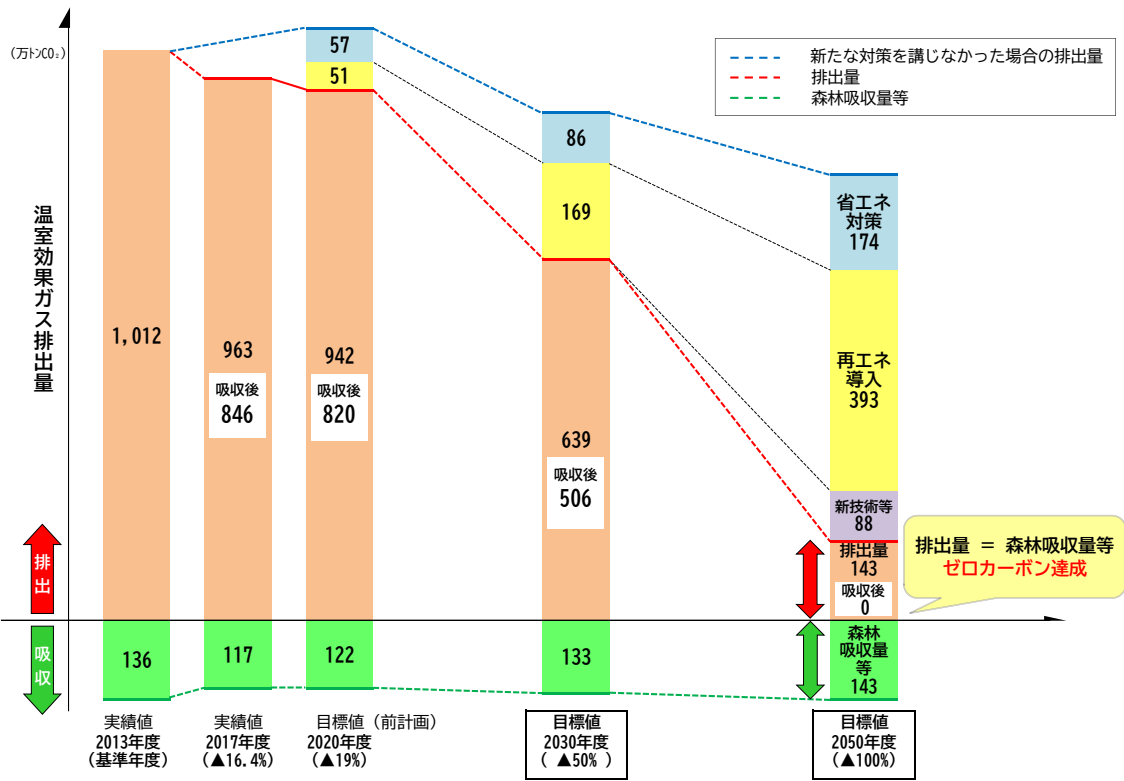 (万トンCO₂)
新たな対策を講じなかった場合の排出量
排出量
森林吸収量等
温室効果ガス排出量
排出
吸収
1,012
136
963
吸収後
846
117
57
51
942
吸収後
820
122
86
169
639
吸収後
506
133
省エネ
対策
174
再エネ
導入
393
新技術等
88
排出量
143
吸収後
0
森林
吸収量
等
143
排出量 = 森林吸収量等
ゼロカーボン達成
実績値
2013年度
(基準年度)
実績値
2017年度
(▲16.4%)
目標値(前計画)
2020年度
(▲19%)
目標値
2030年度
( ▲50% )
目標値
2050年度
(▲100%)